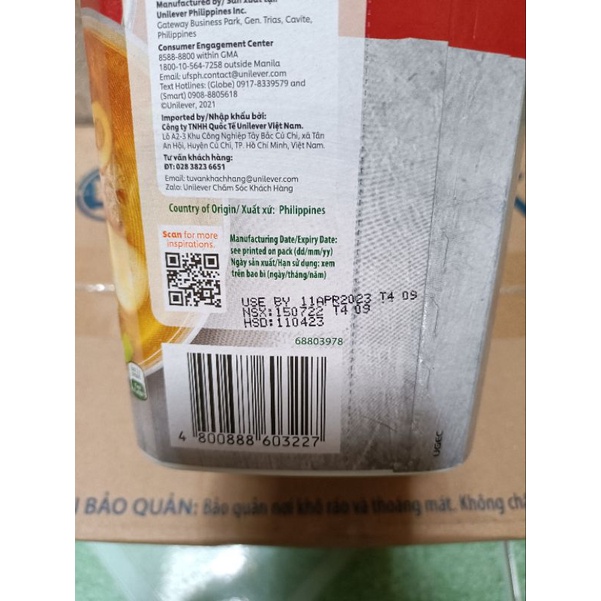 Manufactured by/ Sản xuất tại:
Unilever Philippines Inc.
Gateway Business Park, Gen. Trias, Cavite,
Philippines
Consumer Engagement Center
8588-8800 within GMA
1800-10-564-7258 outside Manila
Email: ufsph.contact@unilever.com
Text Hotlines: (Globe) 0917-8339579 and
(Smart) 0908-8805618
©Unilever, 2021
Imported by/Nhập khẩu bởi:
Công ty TNHH Quốc Tế Unilever Việt Nam.
Lô A2-3 Khu Công Nghiệp Tây Bắc Củ Chi, xã Tân
An Hội, Huyện Củ Chi, TP. Hồ Chí Minh, Việt Nam.
Tư vấn khách hàng:
ĐT: 028 3823 6651
Email: tuvankhachhang@unilever.com
Zalo: Unilever Chăm Sóc Khách Hàng
Country of Origin/ Xuất xứ: Philippines
Scan for more
inspirations.
Manufacturing Date/Expiry Date:
see printed on pack (dd/mm/yy)
Ngày sản xuất/Hạn sử dụng: xem
trên bao bì (ngày/tháng/năm)
USE BY 11APR2023 T4 09
NSX:150722 T4 09
HSD:110423
68803978
4 800888 603227
UGEC
BẢO QUẢN: Bảo quản nơi khô ráo và thoáng mát. Không